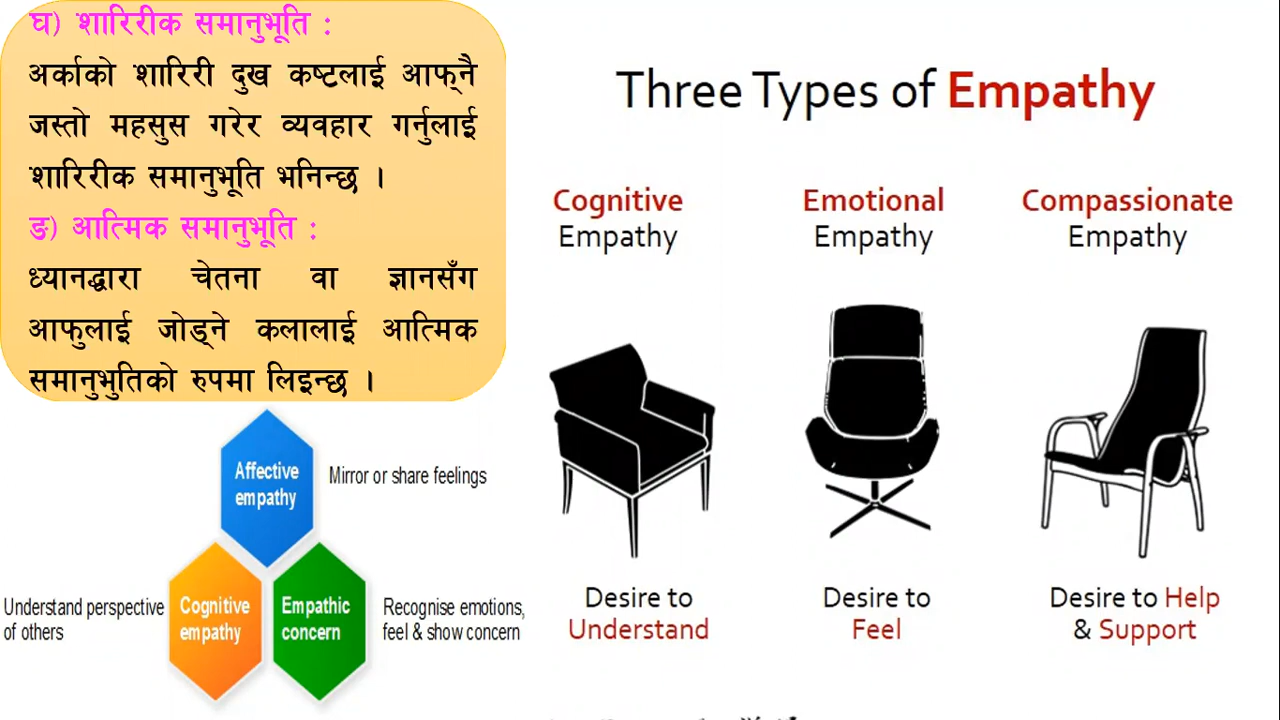 घ) शारिरीक समानुभूति :
अर्काको शारिरी दुख कष्टलाई आफ्नै
जस्तो महसुस गरेर व्यवहार गर्नुलाई
शारिरीक समानुभूति भनिन्छ ।
ङ) आत्मिक समानुभूति :
ध्यानद्धारा चेतना वा ज्ञानसँग
आफुलाई जोड्ने कलालाई आत्मिक
समानुभुतिको रुपमा लिइन्छ ।
Affective
empathy
Mirror or share feelings
Understand perspective
of others
Cognitive
empathy
Empathic
concern
Recognise emotions,
feel & show concern
Three Types of Empathy
Cognitive
Empathy
Emotional
Empathy
Compassionate
Empathy
Desire to
Understand
Desire to
Feel
Desire to Help
& Support